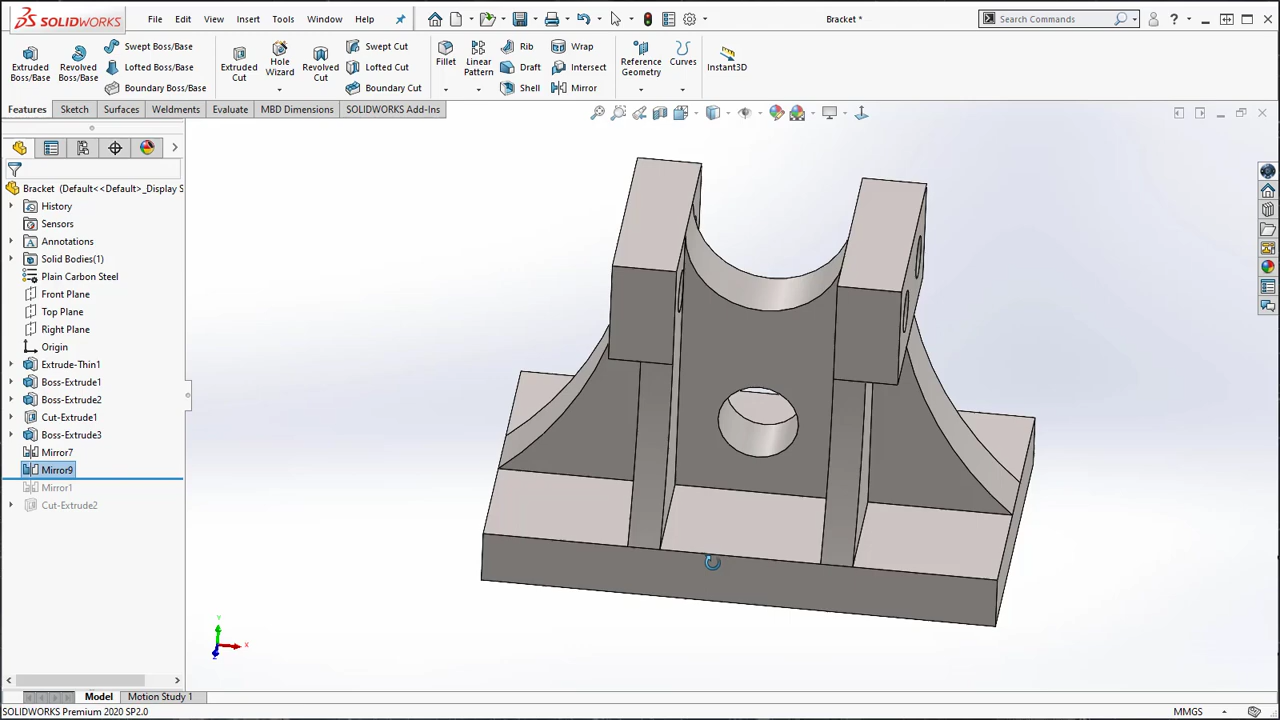 SOLIDWORKS File Edit View Insert Tools Window Help Bracket * Search Commands
Extruded Boss/Base
Revolved Boss/Base
Swept Boss/Base
Lofted Boss/Base
Boundary Boss/Base
Extruded Cut
Hole Wizard
Revolved Cut
Swept Cut
Lofted Cut
Boundary Cut
Fillet
Linear Pattern
Rib
Draft
Shell
Wrap
Intersect
Mirror
Reference Geometry
Curves
Instant3D
Features Sketch Surfaces Weldments Evaluate MBD Dimensions SOLIDWORKS Add-Ins
Bracket (Default<<Default>_Display S
History
Sensors
Annotations
Solid Bodies(1)
Plain Carbon Steel
Front Plane
Top Plane
Right Plane
Origin
Extrude-Thin1
Boss-Extrude1
Boss-Extrude2
Cut-Extrude1
Boss-Extrude3
Mirror7
Mirror9
Mirror1
Cut-Extrude2
Y
X
Z
Model Motion Study 1
SOLIDWORKS Premium 2020 SP2.0 MMGS